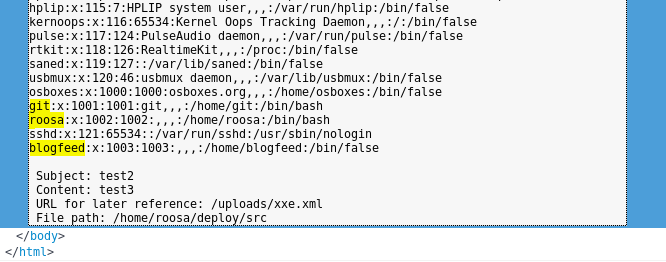 hplip:x:115:7:HPLIP system user,,,:/var/run/hplip:/bin/false
kernoops:x:116:65534:Kernel Oops Tracking Daemon,,,:/:/bin/false
pulse:x:117:124:PulseAudio daemon,,,:/var/run/pulse:/bin/false
rtkit:x:118:126:RealtimeKit,,,:/proc:/bin/false
saned:x:119:127::/var/lib/saned:/bin/false
usbmux:x:120:46:usbmux daemon,,,:/var/lib/usbmux:/bin/false
osboxes:x:1000:1000:osboxes.org,,,:/home/osboxes:/bin/false
git:x:1001:1001:git,,,:/home/git:/bin/bash
roosa:x:1002:1002:,,,:/home/roosa:/bin/bash
sshd:x:121:65534::/var/run/sshd:/usr/sbin/nologin
blogfeed:x:1003:1003:,,,:/home/blogfeed:/bin/false
Subject: test2
Content: test3
URL for later reference: /uploads/xxe.xml
File path: /home/roosa/deploy/src
</body>
</html>